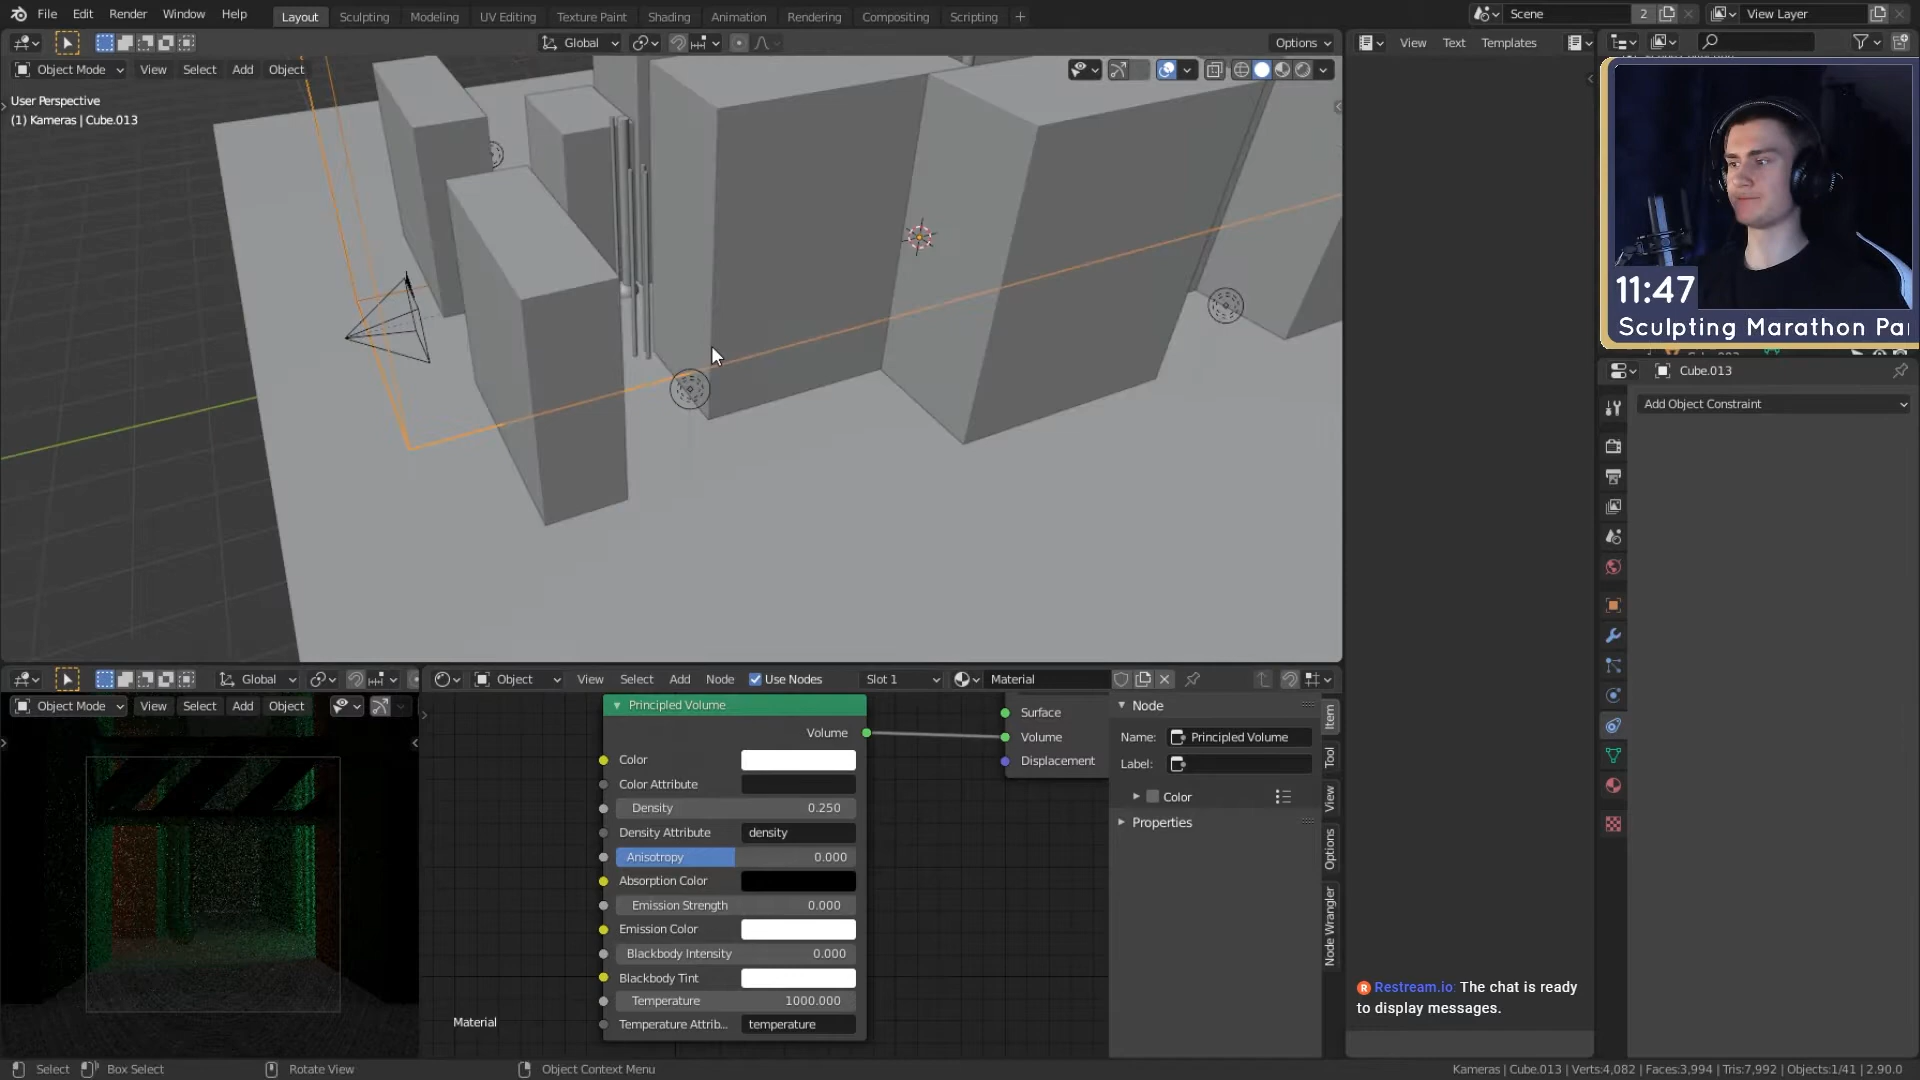 File Edit Render Window Help
Layout Sculpting Modeling UV Editing Texture Paint Shading Animation Rendering Compositing Scripting +
Scene 2
View Layer
Global
Options
View Text Templates
Object Mode View Select Add Object
User Perspective
(1) Kameras | Cube.013
11:47
Sculpting Marathon Pa
Cube.013
Add Object Constraint
Global
Object View Select Add Node Use Nodes Slot 1 Material
Object Mode View Select Add Object
Principled Volume
Volume
Color
Color Attribute
Density 0.250
Density Attribute density
Anisotropy 0.000
Absorption Color
Emission Strength 0.000
Emission Color
Blackbody Intensity 0.000
Blackbody Tint
Temperature 1000.000
Temperature Attrib... temperature
Material
Surface
Volume
Displacement
Node
Name: Principled Volume
Label:
Color
Properties
Item
Tool
View
Options
Node Wrangler
Restream.io: The chat is ready
to display messages.
Select Box Select Rotate View Object Context Menu
Kameras | Cube.013 | Verts:4,082 | Faces:3,994 | Tris:7,992 | Objects:1/41 | 2.90.0